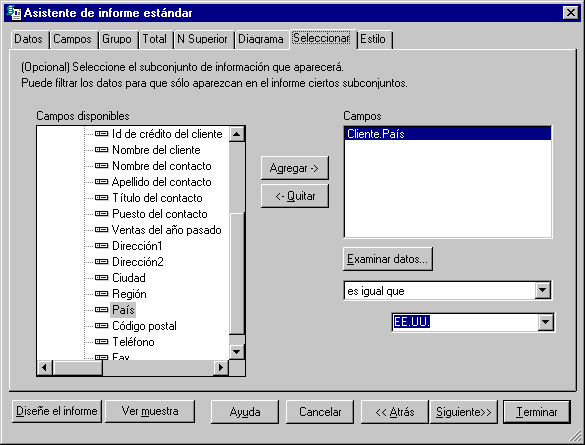 Asistente de informe estándar
Datos Campos Grupo Total N Superior Diagrama Seleccionar Estilo
(Opcional) Seleccione el subconjunto de información que aparecerá.
Puede filtrar los datos para que sólo aparezcan en el informe ciertos subconjuntos.
Campos disponibles
Id de crédito del cliente
Nombre del cliente
Nombre del contacto
Apellido del contacto
Título del contacto
Puesto del contacto
Ventas del año pasado
Dirección1
Dirección2
Ciudad
Región
País
Código postal
Teléfono
Fax
Agregar ->
<- Quitar
Campos
Cliente.País
Examinar datos...
es igual que
EE.UU.
Diseñe el informe
Ver muestra
Ayuda
Cancelar
<< Atrás
Siguiente>>
Terminar